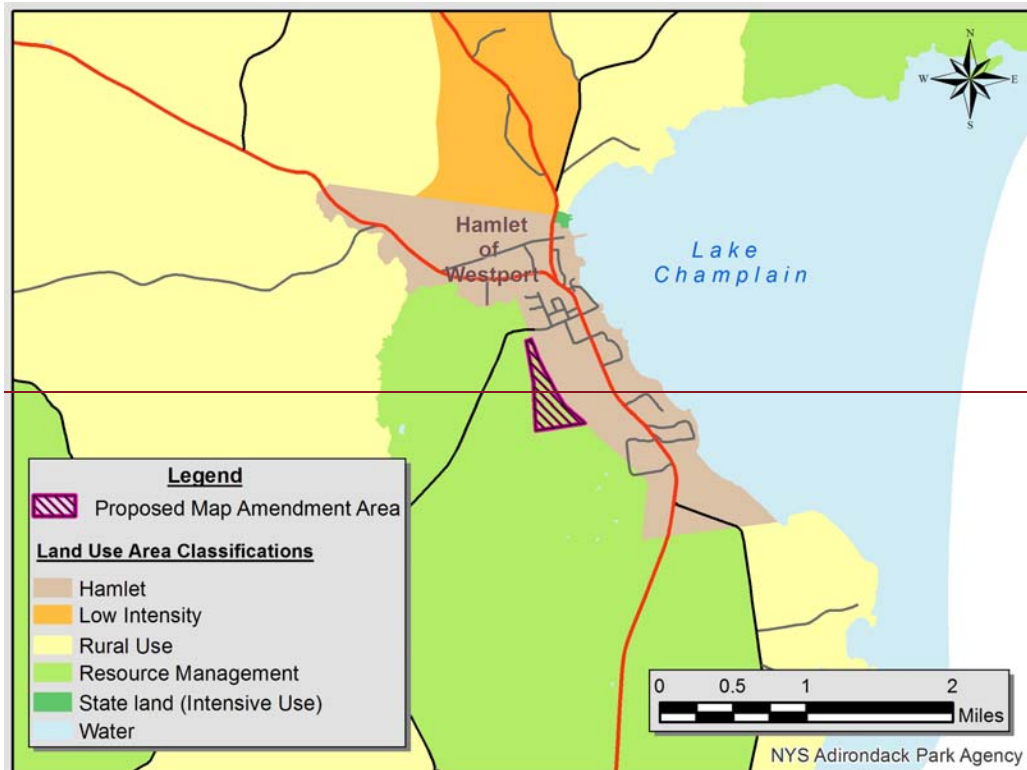 N
W E
S
Hamlet
of
Westport
Lake
Champlain
Legend
Proposed Map Amendment Area
Land Use Area Classifications
Hamlet
Low Intensity
Rural Use
Resource Management
State land (Intensive Use)
Water
0 0.5 1 2
Miles
NYS Adirondack Park Agency